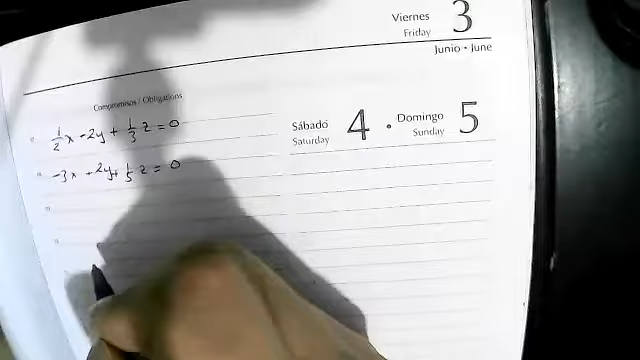 Viernes 3
Friday
Junio • June
Compromisos / Obligations
Sábado 4 • Domingo 5
Saturday Sunday
1/2 x - 2y + 1/3 z = 0
-3x + 2y + 1/5 z = 0